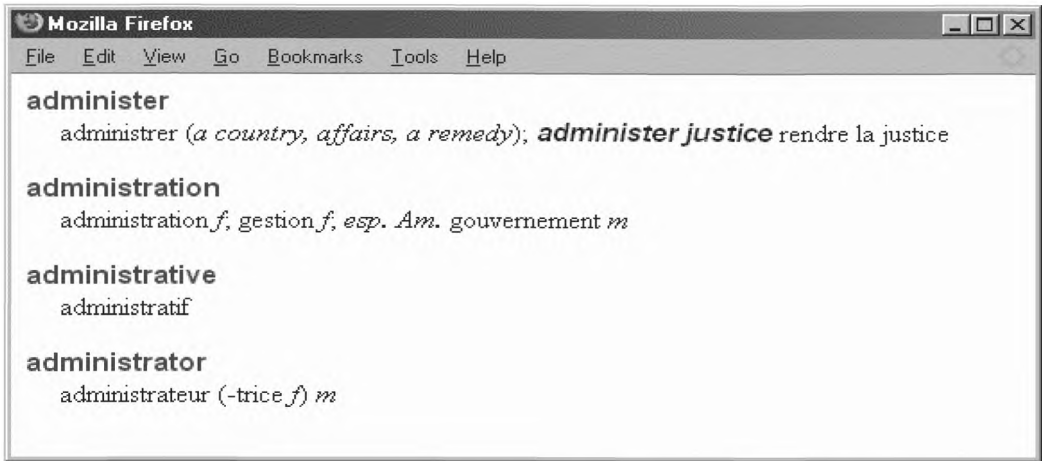 Mozilla Firefox
File Edit View Go Bookmarks Tools Help
administer
administrer (a country, affairs, a remedy); administer justice rendre la justice
administration
administration f, gestion f, esp. Am. gouvernement m
administrative
administratif
administrator
administrateur (-trice f) m